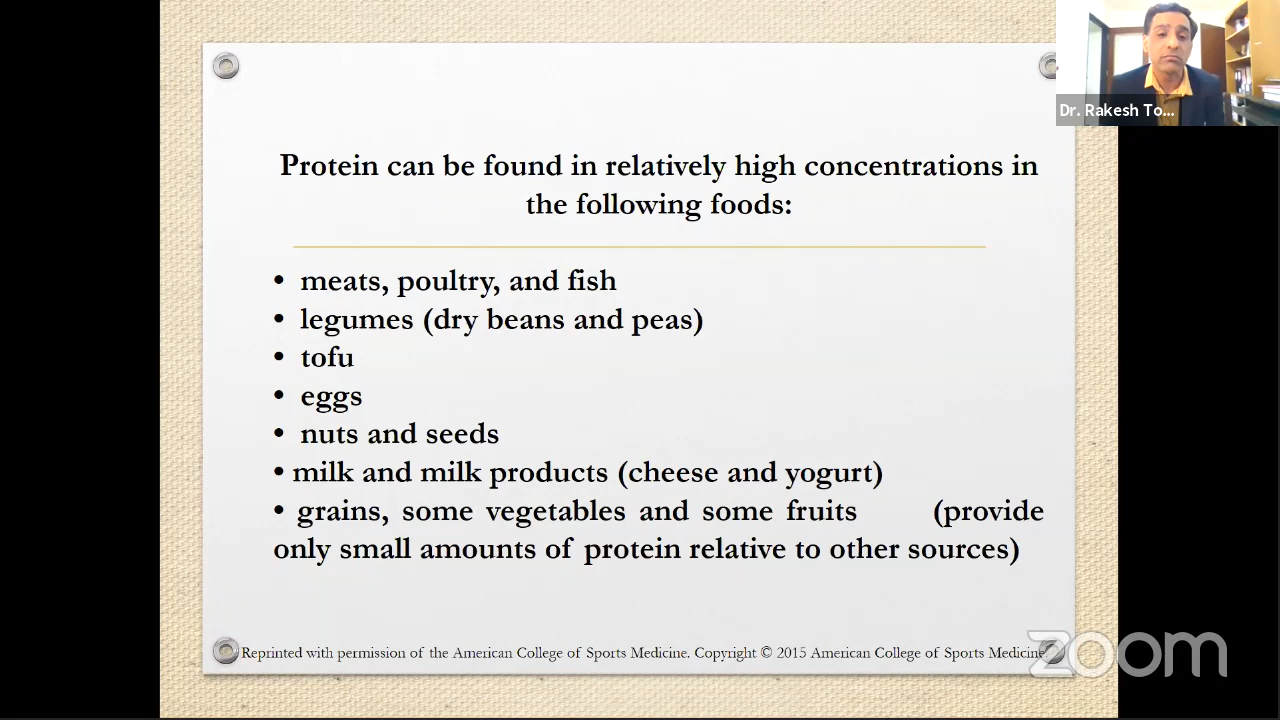 Dr. Rakesh To...
Protein can be found in relatively high concentrations in
the following foods:
• meats, poultry, and fish
• legumes (dry beans and peas)
• tofu
• eggs
• nuts and seeds
• milk and milk products (cheese and yogurt)
• grains, some vegetables and some fruits (provide
only small amounts of protein relative to other sources)
Reprinted with permission of the American College of Sports Medicine. Copyright © 2015 American College of Sports Medicine
zoom